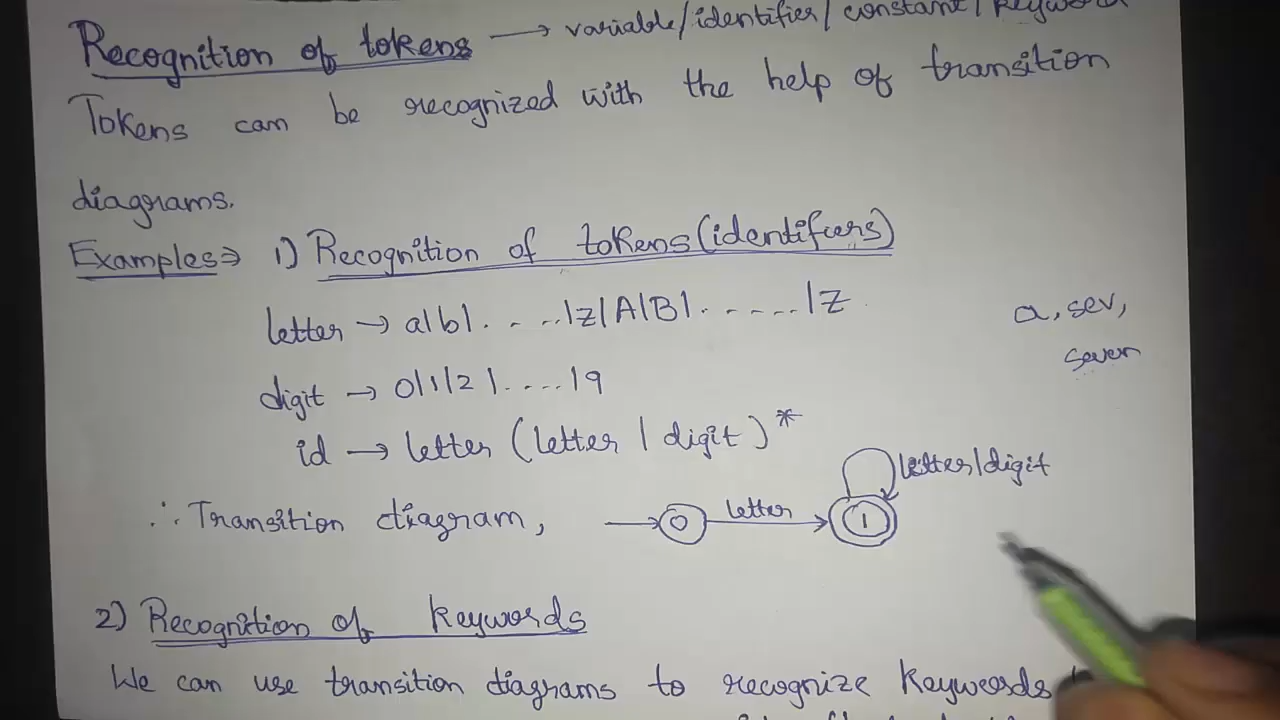 Recognition of tokens → variable/identifier/constant/keyword
Tokens can be recognized with the help of transition
diagrams.
Examples ⇒ 1) Recognition of tokens (identifiers)
letter → a|b|. . ...|z|A|B|. . . . . . .|Z
a, sev,
seven
digit → 0|1|2|. . . . .|9
id → letter (letter | digit)*
letter/digit
∴ Transition diagram, 0 letter 1
2) Recognition of keywords
We can use transition diagrams to recognize keywords